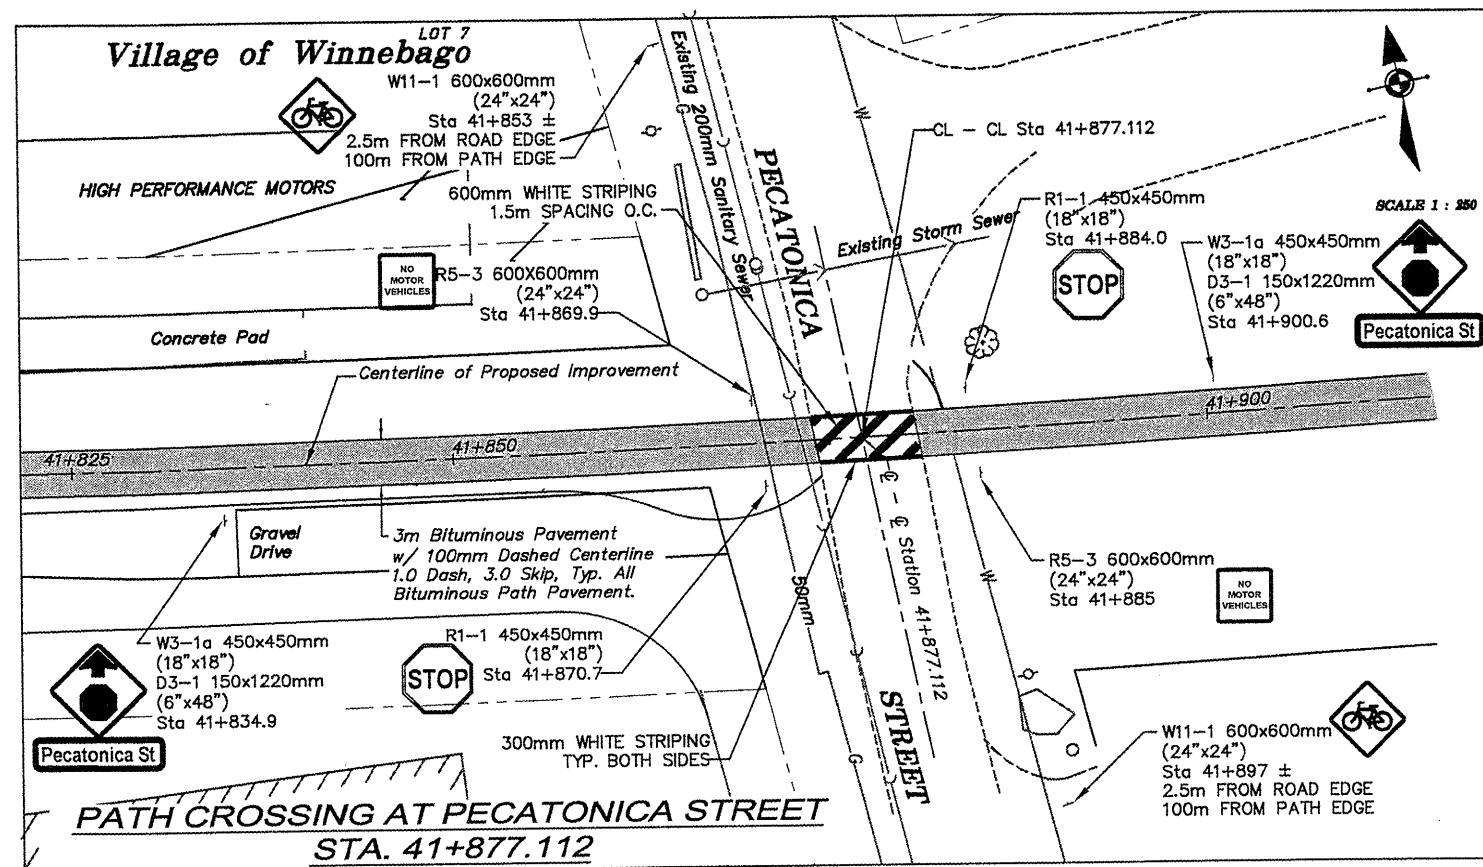 LOT 7
Village of Winnebago
W11-1 600x600mm
(24"x24")
Sta 41+853 ±
2.5m FROM ROAD EDGE
100m FROM PATH EDGE
HIGH PERFORMANCE MOTORS
600mm WHITE STRIPING
1.5m SPACING O.C.
NO
MOTOR
VEHICLES
R5-3 600X600mm
(24"x24")
Sta 41+869.9
Concrete Pad
Centerline of Proposed Improvement
Existing 200mm Sanitary Sewer
G
W
PECATONICA
CL - CL Sta 41+877.112
Existing Storm Sewer
R1-1 450x450mm
(18"x18")
Sta 41+884.0
STOP
SCALE 1 : 250
W3-1a 450x450mm
(18"x18")
D3-1 150x1220mm
(6"x48")
Sta 41+900.6
Pecatonica St
41+825
41+850
41+900
Gravel
Drive
3m Bituminous Pavement
w/ 100mm Dashed Centerline
1.0 Dash, 3.0 Skip, Typ. All
Bituminous Path Pavement.
50mm
℄ - ℄ Station 41+877.112
W
R5-3 600x600mm
(24"x24")
Sta 41+885
NO
MOTOR
VEHICLES
W3-1a 450x450mm
(18"x18")
D3-1 150x1220mm
(6"x48")
Sta 41+834.9
Pecatonica St
R1-1 450x450mm
(18"x18")
Sta 41+870.7
STOP
300mm WHITE STRIPING
TYP. BOTH SIDES
G
STREET
W11-1 600x600mm
(24"x24")
Sta 41+897 ±
2.5m FROM ROAD EDGE
100m FROM PATH EDGE
PATH CROSSING AT PECATONICA STREET
STA. 41+877.112